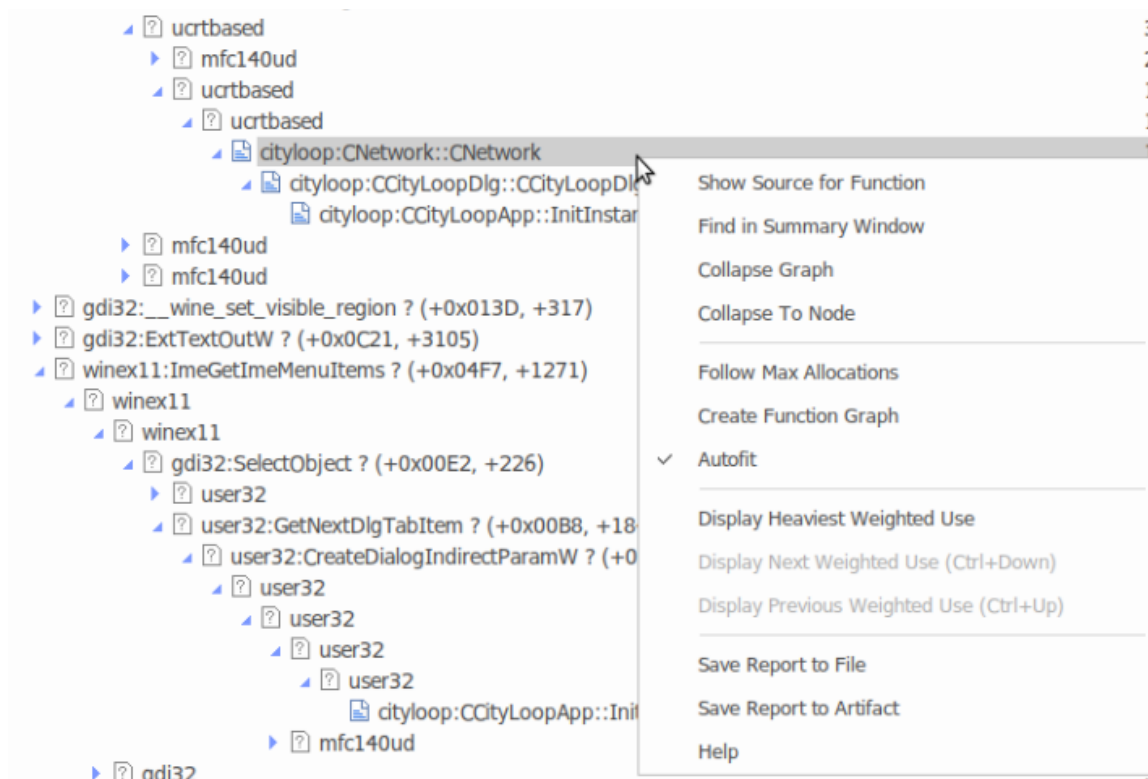 ucrtbased
mfc140ud
ucrtbased
ucrtbased
cityloop:CNetwork::CNetwork
cityloop:CCityLoopDlg::CCityLoopDlg
cityloop:CCityLoopApp::InitInstan
mfc140ud
mfc140ud
gdi32:__wine_set_visible_region ? (+0x013D, +317)
gdi32:ExtTextOutW ? (+0x0C21, +3105)
winex11:ImeGetImeMenuItems ? (+0x04F7, +1271)
winex11
winex11
gdi32:SelectObject ? (+0x00E2, +226)
user32
user32:GetNextDlgTabItem ? (+0x00B8, +18
user32:CreateDialogIndirectParamW ? (+0
user32
user32
user32
user32
cityloop:CCityLoopApp::Init
mfc140ud
gdi32
Show Source for Function
Find in Summary Window
Collapse Graph
Collapse To Node
Follow Max Allocations
Create Function Graph
Autofit
Display Heaviest Weighted Use
Display Next Weighted Use (Ctrl+Down)
Display Previous Weighted Use (Ctrl+Up)
Save Report to File
Save Report to Artifact
Help